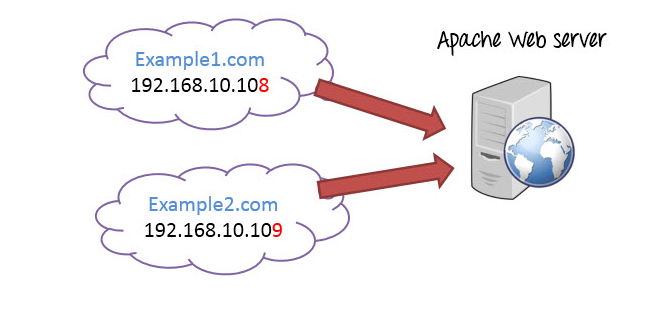 Apache Web server
Example1.com
192.168.10.108
Example2.com
192.168.10.109